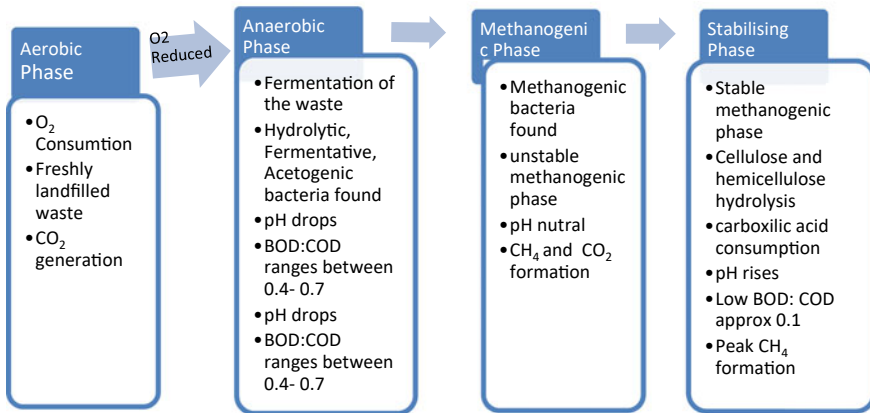 Aerobic
Phase
• O₂
Consumtion
• Freshly
landfilled
waste
• CO₂
generation
O2
Reduced
Anaerobic
Phase
• Fermentation of
the waste
• Hydrolytic,
Fermentative,
Acetogenic
bacteria found
• pH drops
• BOD:COD
ranges between
0.4- 0.7
• pH drops
• BOD:COD
ranges between
0.4- 0.7
Methanogeni
c Phase
• Methanogenic
bacteria
found
• unstable
methanogenic
phase
• pH nutral
• CH₄ and CO₂
formation
Stabilising
Phase
• Stable
methanogenic
phase
• Cellulose and
hemicellulose
hydrolysis
• carboxilic acid
consumption
• pH rises
• Low BOD: COD
approx 0.1
• Peak CH₄
formation